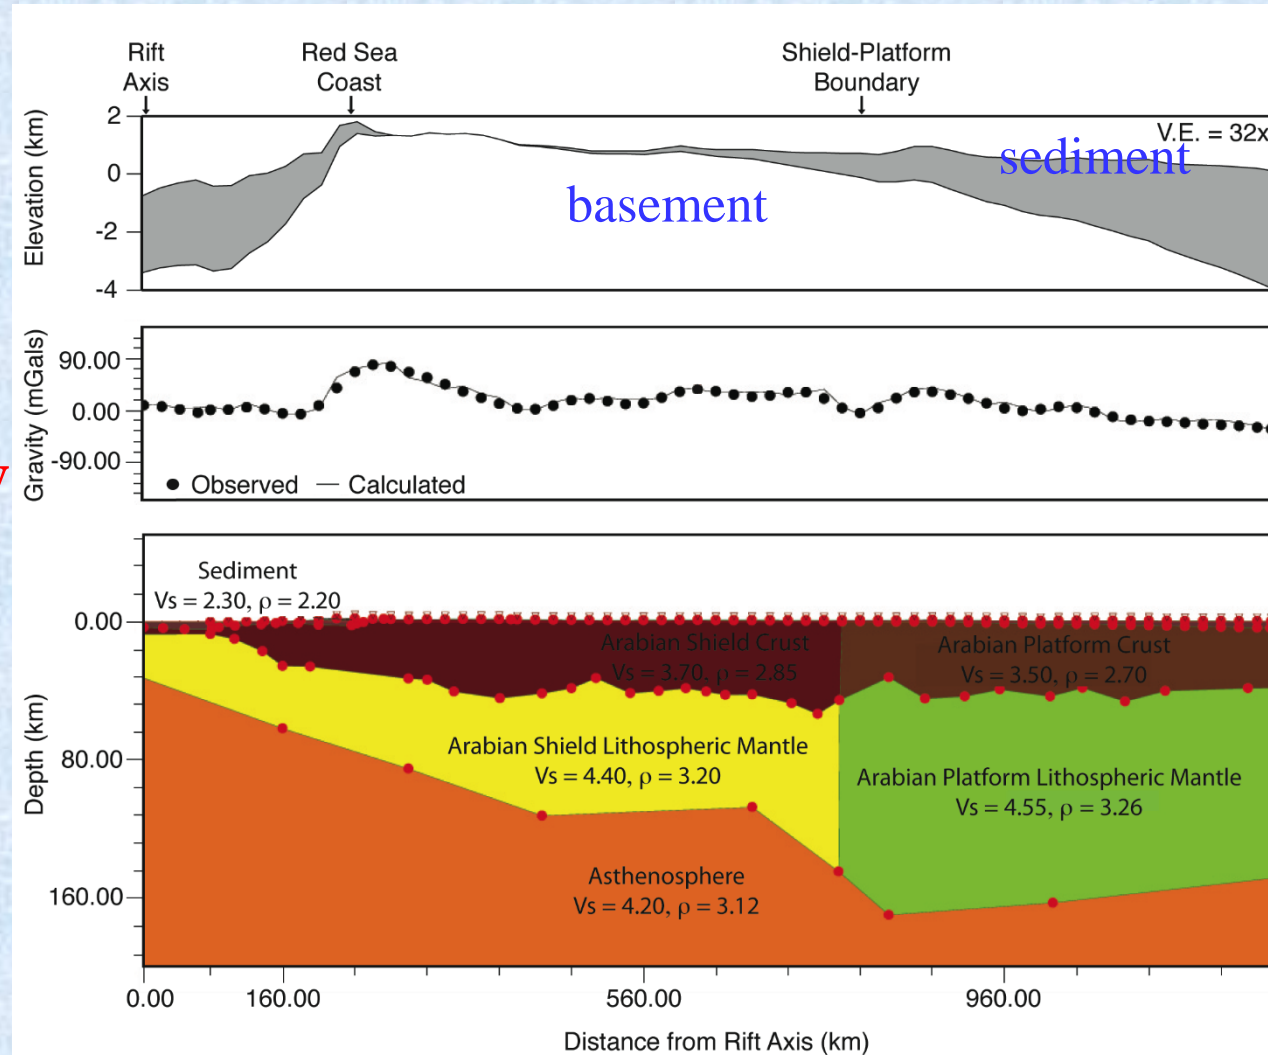 Rift
Axis
Red Sea
Coast
Shield-Platform
Boundary
V.E. = 32x
Elevation (km)
2
0
-2
-4
sediment
basement
Gravity (mGals)
90.00
0.00
-90.00
Observed
Calculated
y
Depth (km)
0.00
80.00
160.00
Sediment
Vs = 2.30, ρ = 2.20
Arabian Shield Crust
Vs = 3.70, ρ = 2.85
Arabian Platform Crust
Vs = 3.50, ρ = 2.70
Arabian Shield Lithospheric Mantle
Vs = 4.40, ρ = 3.20
Arabian Platform Lithospheric Mantle
Vs = 4.55, ρ = 3.26
Asthenosphere
Vs = 4.20, ρ = 3.12
0.00
160.00
560.00
960.00
Distance from Rift Axis (km)